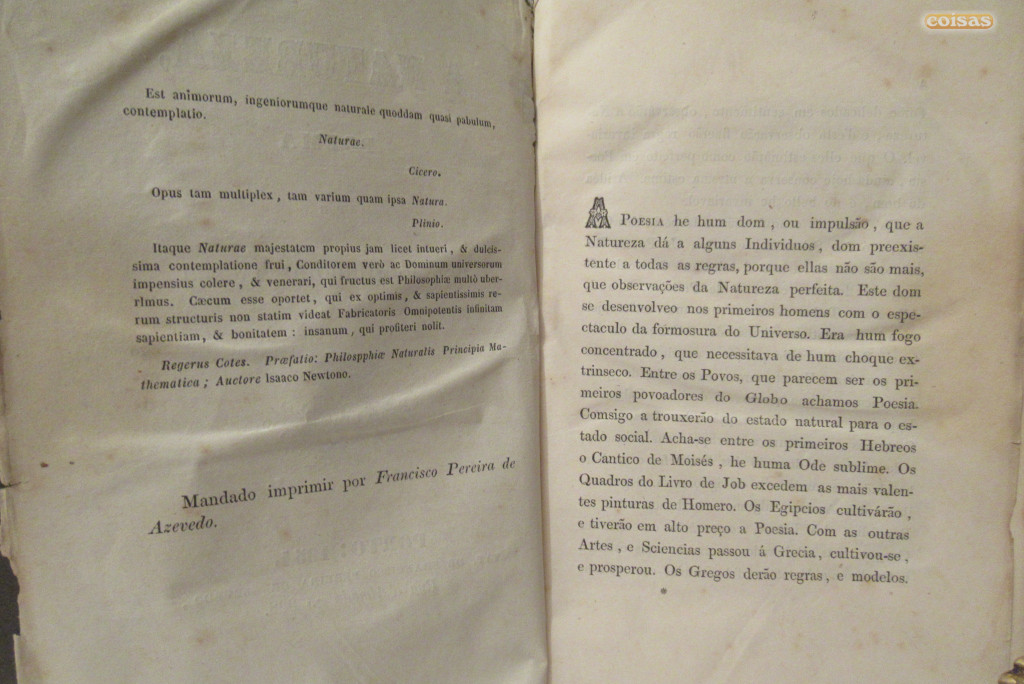 Est animorum, ingeniorumque naturale quoddam quasi pabulum,
contemplatio.
Naturae.
Cicero.
Opus tam multiplex, tam varium quam ipsa Natura.
Plinio.
Itaque Naturae majestatem propius jam licet intueri, & dulcis-
sima contemplatione frui, Conditorem verò ac Dominum universorum
impensius colere, & venerari, qui fructus est Philosophiæ multò uber-
rlmus. Cæcum esse oportet, qui ex optimis, & sapientissimis re-
rum structuris non statim videat Fabricatoris Omnipotentis infinitam
sapientiam, & bonitatem : insanum, qui profiteri nolit.
Regerus Cotes. Præfatio: Philospphiæ Naturalis Principia Ma-
thematica ; Auctore Isaaco Newtono.
Mandado imprimir por Francisco Pereira de
Azevedo.
A POESIA he hum dom, ou impulsão, que a
Natureza dá a alguns Individuos, dom preexis-
tente a todas as regras, porque ellas não são mais,
que observações da Natureza perfeita. Este dom
se desenvolveo nos primeiros homens com o espe-
ctaculo da formosura do Universo. Era hum fogo
concentrado, que necessitava de hum choque ex-
trinseco. Entre os Povos, que parecem ser os pri-
meiros povoadores do Globo achamos Poesia.
Comsigo a trouxerão do estado natural para o es-
tado social. Acha-se entre os primeiros Hebreos
o Cantico de Moisés, he huma Ode sublime. Os
Quadros do Livro de Job excedem as mais valen-
tes pinturas de Homero. Os Egipcios cultivárão,
e tiverão em alto preço a Poesia. Com as outras
Artes, e Sciencias passou á Grecia, cultivou-se,
e prosperou. Os Gregos derão regras, e modelos.
coisas